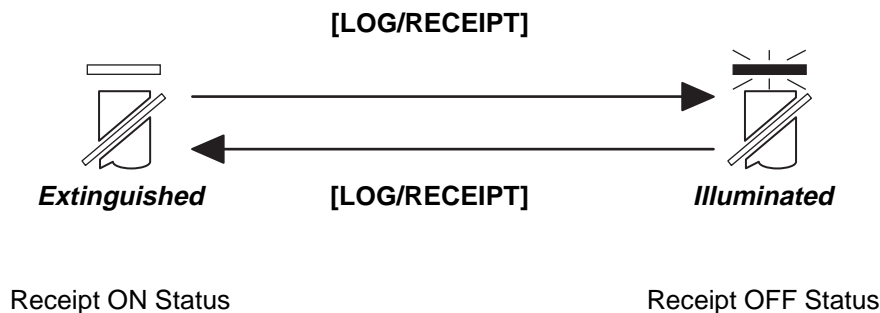 [LOG/RECEIPT]
Extinguished
[LOG/RECEIPT]
Illuminated
Receipt ON Status
Receipt OFF Status